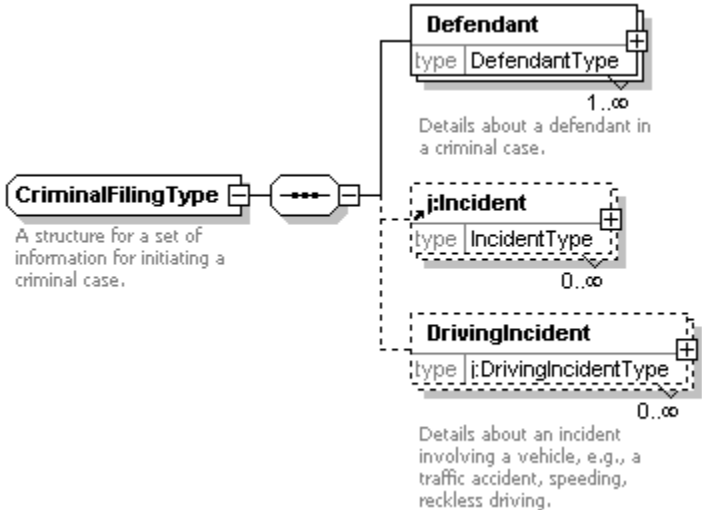 Defendant
type DefendantType
1..∞
Details about a defendant in
a criminal case.
CriminalFilingType
A structure for a set of
information for initiating a
criminal case.
j:Incident
type IncidentType
0..∞
DrivingIncident
type j:DrivingIncidentType
0..∞
Details about an incident
involving a vehicle, e.g., a
traffic accident, speeding,
reckless driving.